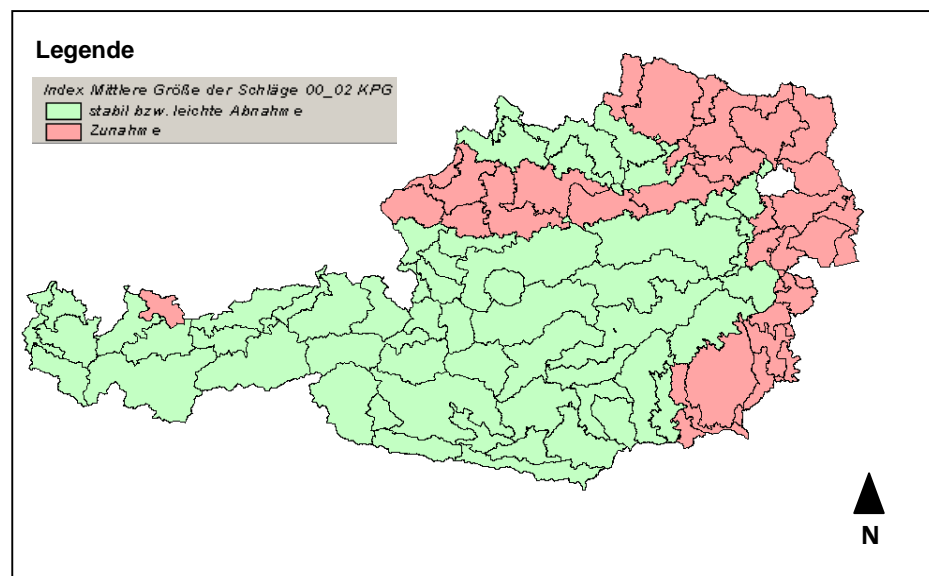 Legende
Index Mittlere Größe der Schläge 00_02 KPG
stabil bzw. leichte Abnahme
Zunahme
N